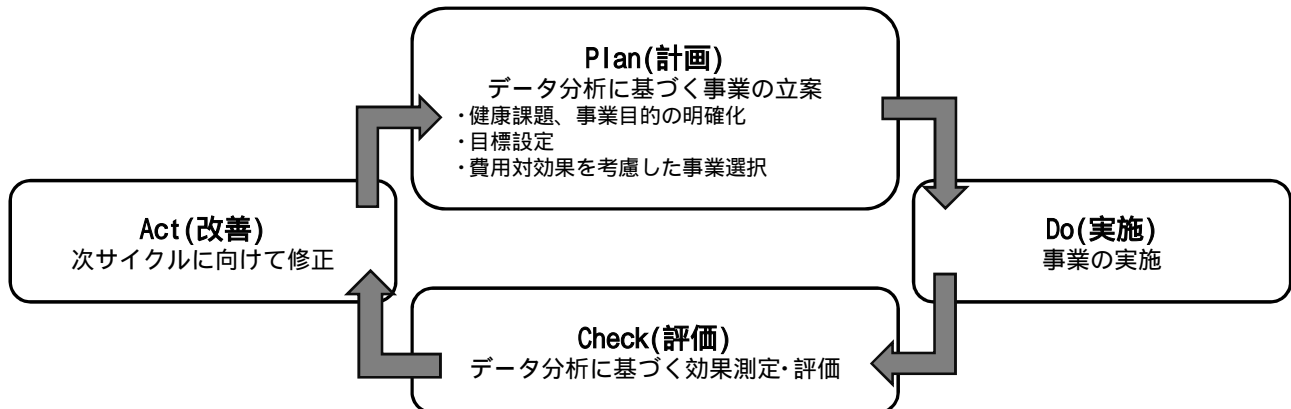 Plan(計画)
データ分析に基づく事業の立案
・健康課題、事業目的の明確化
・目標設定
・費用対効果を考慮した事業選択
Act(改善)
次サイクルに向けて修正
Do(実施)
事業の実施
Check(評価)
データ分析に基づく効果測定・評価